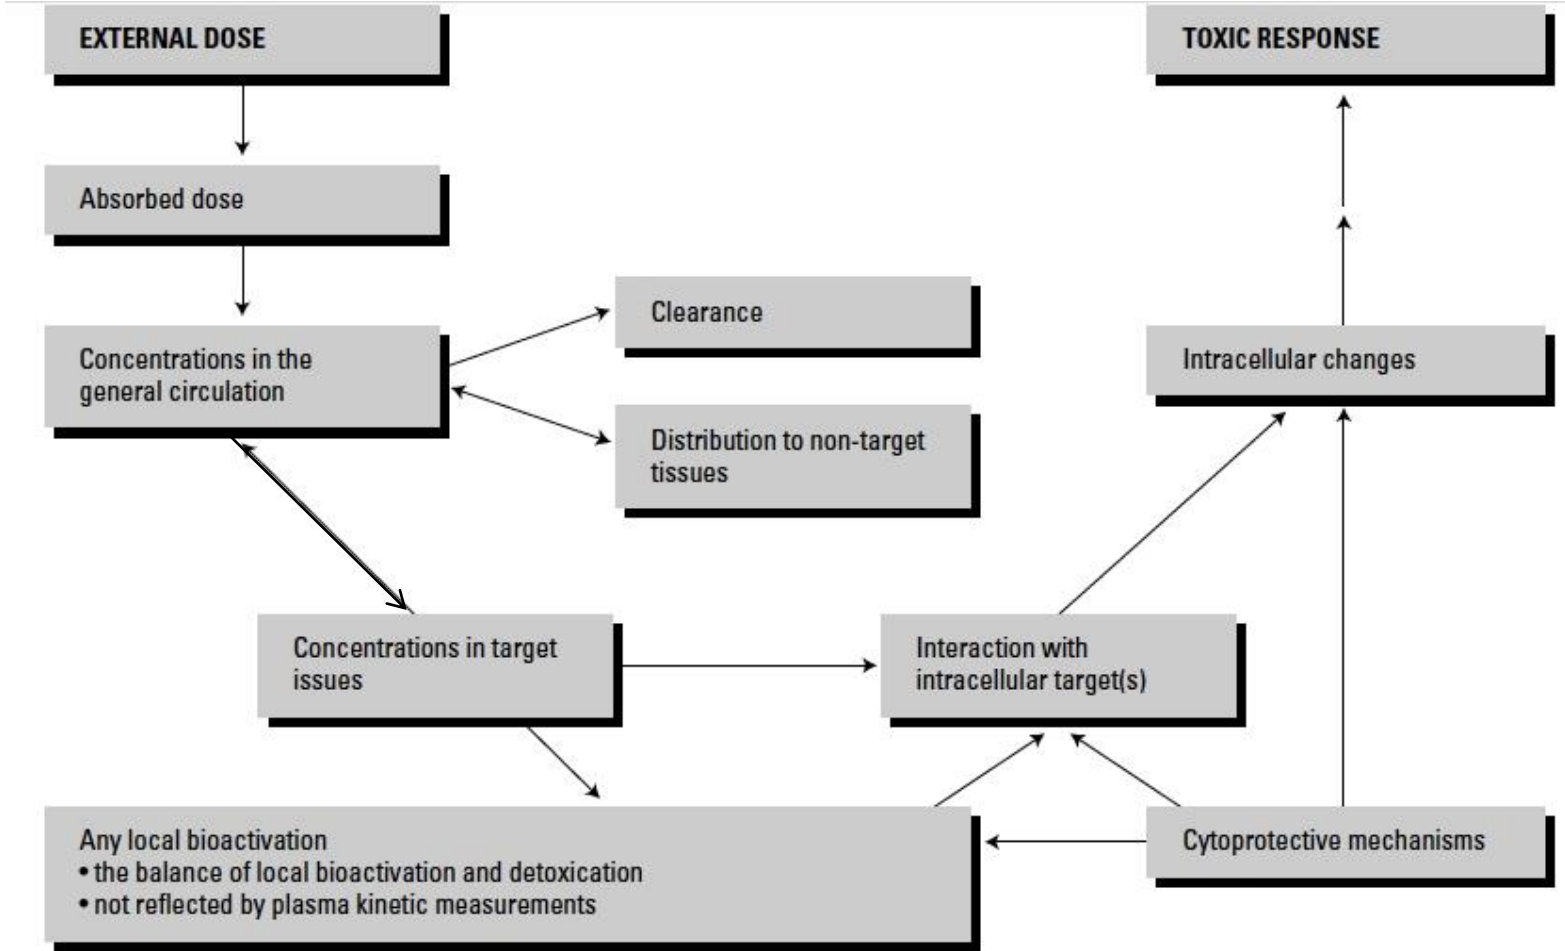 EXTERNAL DOSE
TOXIC RESPONSE
Absorbed dose
Clearance
Concentrations in the
general circulation
Intracellular changes
Distribution to non-target
tissues
Concentrations in target
issues
Interaction with
intracellular target(s)
Any local bioactivation
• the balance of local bioactivation and detoxication
• not reflected by plasma kinetic measurements
Cytoprotective mechanisms